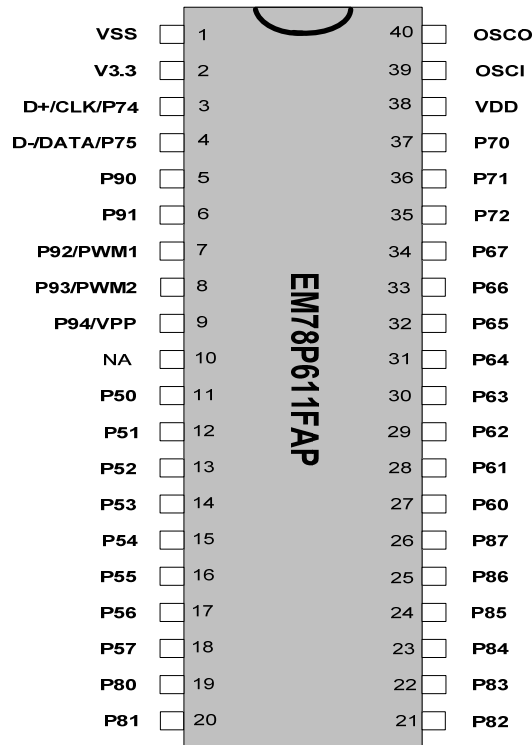 VSS 1 40 OSCO
V3.3 2 39 OSCI
D+/CLK/P74 3 38 VDD
D-/DATA/P75 4 37 P70
P90 5 36 P71
P91 6 35 P72
P92/PWM1 7 34 P67
P93/PWM2 8 33 P66
P94/VPP 9 32 P65
NA 10 31 P64
P50 11 30 P63
P51 12 29 P62
P52 13 28 P61
P53 14 27 P60
P54 15 26 P87
P55 16 25 P86
P56 17 24 P85
P57 18 23 P84
P80 19 22 P83
P81 20 21 P82
EM78P611FAP